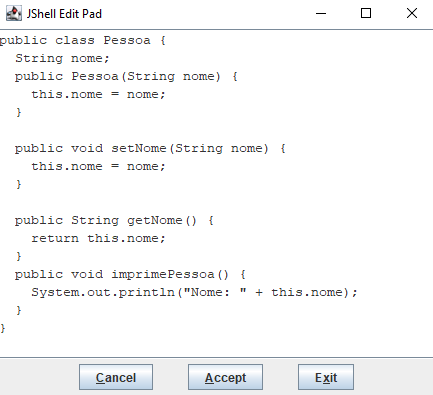 JShell Edit Pad
public class Pessoa {
  String nome;
  public Pessoa(String nome) {
    this.nome = nome;
  }

  public void setNome(String nome) {
    this.nome = nome;
  }

  public String getNome() {
    return this.nome;
  }
  public void imprimePessoa() {
    System.out.println("Nome: " + this.nome);
  }
}
Cancel Accept Exit